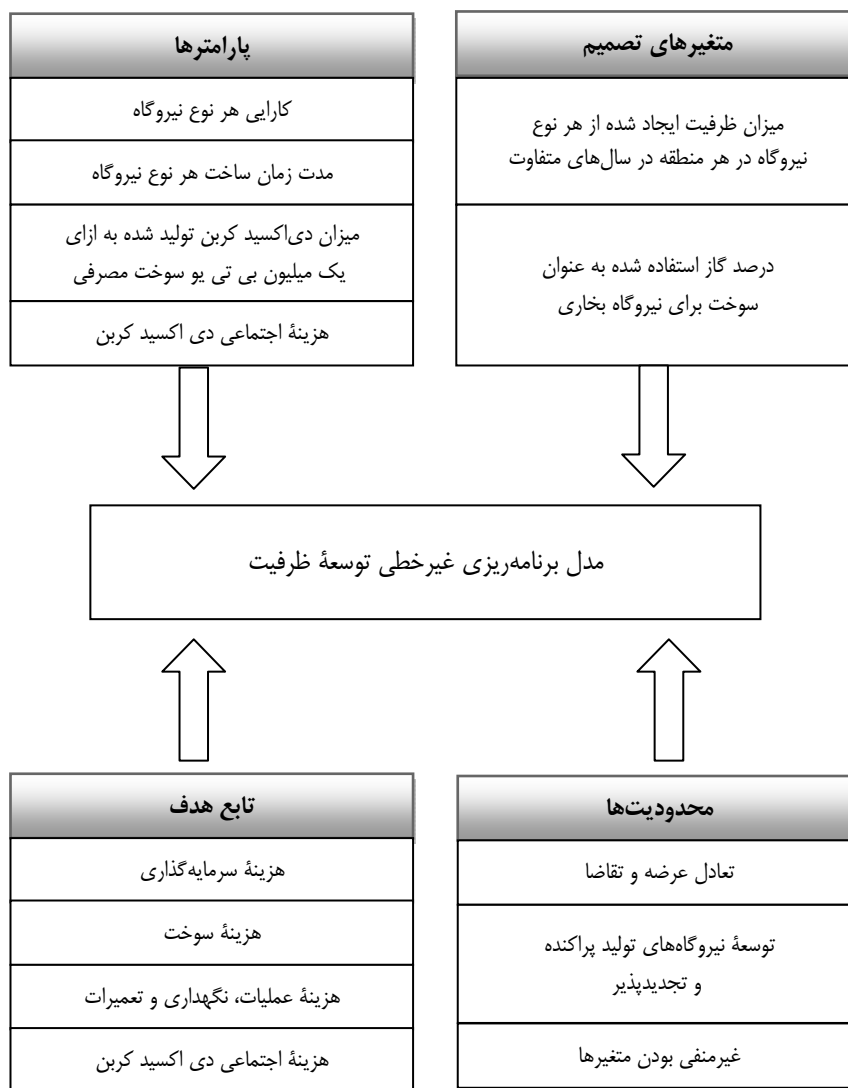 متغیرهای تصمیم
میزان ظرفیت ایجاد شده از هر نوع
نیروگاه در هر منطقه در سال‌های متفاوت
درصد گاز استفاده شده به عنوان
سوخت برای نیروگاه بخاری
پارامترها
کارایی هر نوع نیروگاه
مدت زمان ساخت هر نوع نیروگاه
میزان دی‌اکسید کربن تولید شده به ازای
یک میلیون بی تی یو سوخت مصرفی
هزینهٔ اجتماعی دی اکسید کربن
مدل برنامه‌ریزی غیرخطی توسعهٔ ظرفیت
محدودیت‌ها
تعادل عرضه و تقاضا
توسعهٔ نیروگاه‌های تولید پراکنده
و تجدیدپذیر
غیرمنفی بودن متغیرها
تابع هدف
هزینهٔ سرمایه‌گذاری
هزینهٔ سوخت
هزینهٔ عملیات، نگهداری و تعمیرات
هزینهٔ اجتماعی دی اکسید کربن